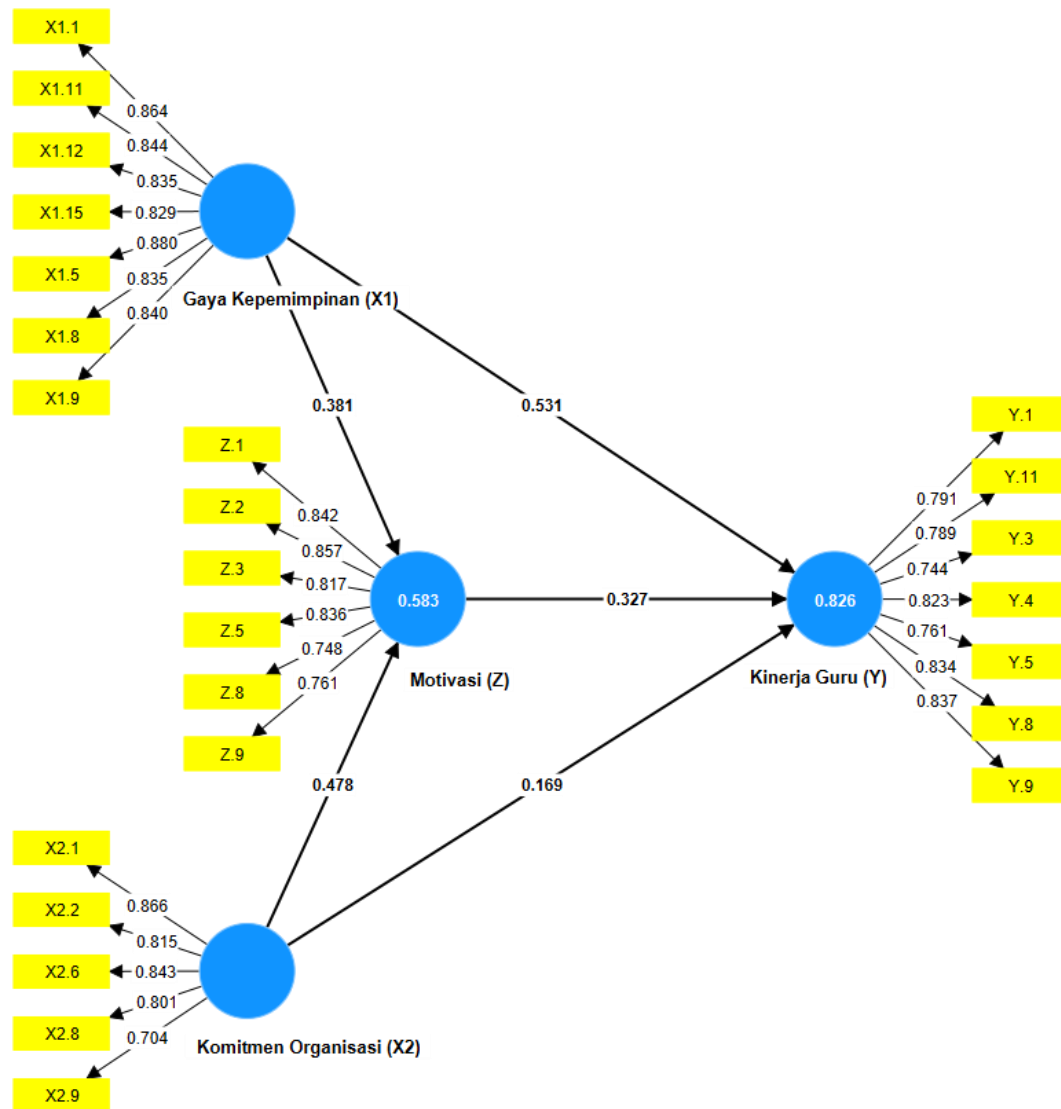 X1.1
X1.11
X1.12
X1.15
X1.5
X1.8
X1.9
0.864
0.844
0.835
0.829
0.880
0.835
0.840
Gaya Kepemimpinan (X1)
0.381
0.531
Z.1
Z.2
Z.3
Z.5
Z.8
Z.9
0.842
0.857
0.817
0.836
0.748
0.761
0.583
Motivasi (Z)
0.327
0.826
Kinerja Guru (Y)
0.791
0.789
0.744
0.823
0.761
0.834
0.837
Y.1
Y.11
Y.3
Y.4
Y.5
Y.8
Y.9
0.478
0.169
X2.1
X2.2
X2.6
X2.8
X2.9
0.866
0.815
0.843
0.801
0.704
Komitmen Organisasi (X2)